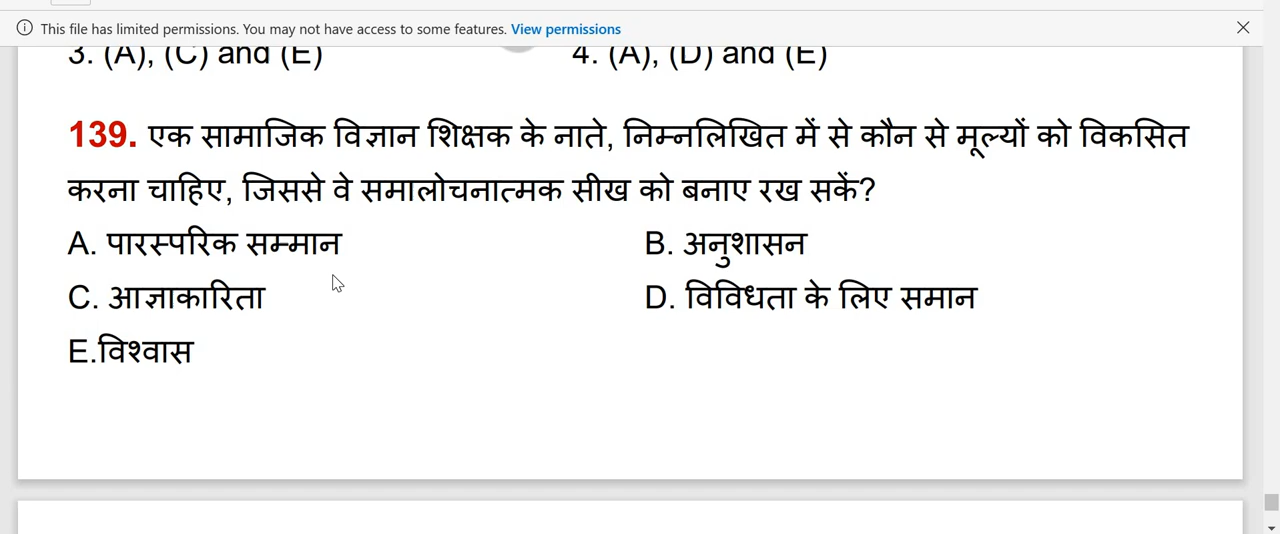 This file has limited permissions. You may not have access to some features. View permissions
3. (A), (C) and (E) 4. (A), (D) and (E)
139. एक सामाजिक विज्ञान शिक्षक के नाते, निम्नलिखित में से कौन से मूल्यों को विकसित
करना चाहिए, जिससे वे समालोचनात्मक सीख को बनाए रख सकें?
A. पारस्परिक सम्मान B. अनुशासन
C. आज्ञाकारिता D. विविधता के लिए समान
E.विश्वास